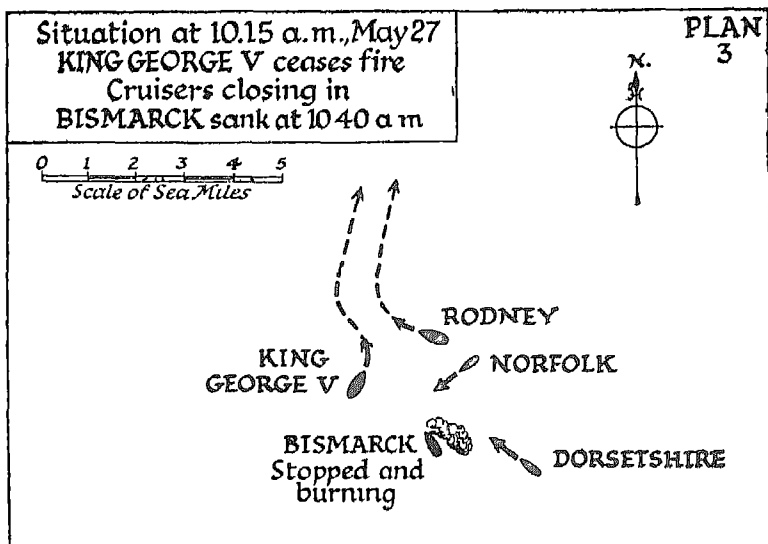 Situation at 10.15 a.m., May 27
KING GEORGE V ceases fire
Cruisers closing in
BISMARCK sank at 10 40 a m
PLAN
3
N.
0 1 2 3 4 5
Scale of Sea Miles
RODNEY
KING
GEORGE V
NORFOLK
BISMARCK
Stopped and
burning
DORSETSHIRE